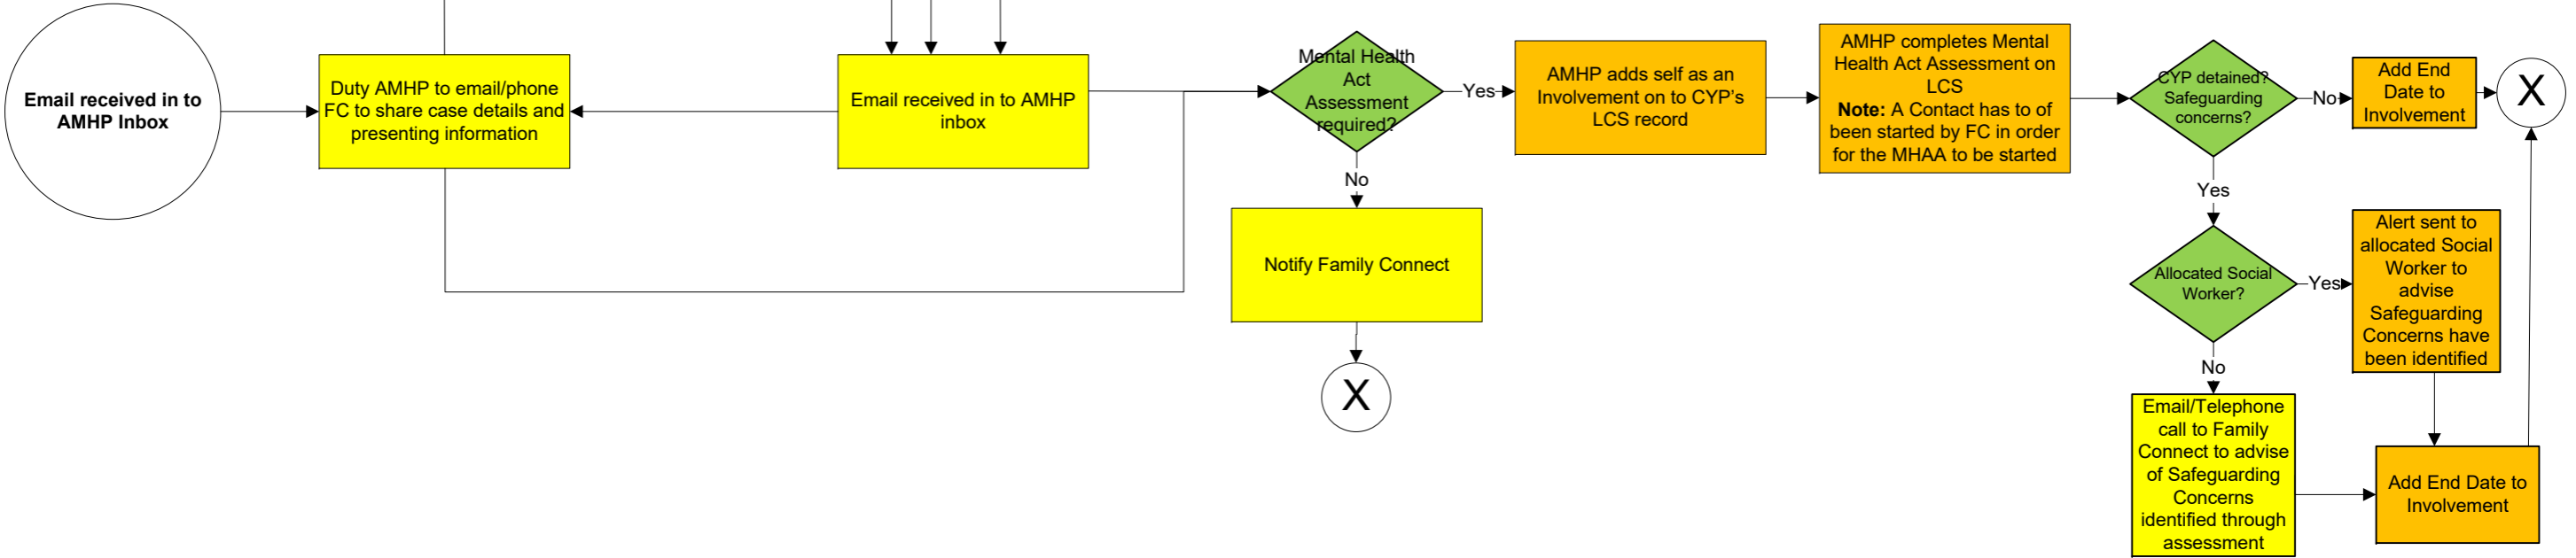 Email received in to
AMHP Inbox
Duty AMHP to email/phone
FC to share case details and
presenting information
Email received in to AMHP
inbox
Mental Health
Act
Assessment
required?
Yes
No
Notify Family Connect
X
AMHP adds self as an
Involvement on to CYP's
LCS record
AMHP completes Mental
Health Act Assessment on
LCS
Note: A Contact has to of
been started by FC in order
for the MHAA to be started
CYP detained?
Safeguarding
concerns?
No
Add End
Date to
Involvement
X
Yes
Allocated Social
Worker?
Yes
Alert sent to
allocated Social
Worker to
advise
Safeguarding
Concerns have
been identified
No
Email/Telephone
call to Family
Connect to advise
of Safeguarding
Concerns
identified through
assessment
Add End Date to
Involvement